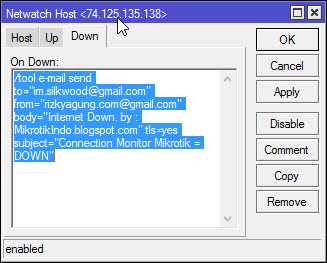 Netwatch Host <74.125.135.138>
Host Up Down
OK
On Down:
Cancel
/tool e-mail send
to="im.silkwood@gmail.com"
Apply
from="rizkyagung.com@gmail.com"
body="Internet Down. by :
Disable
MikrotikIndo.blogspot.com" tls=yes
subject="Connection Monitor Mikrotik =
Comment
DOWN"
Copy
Remove
enabled